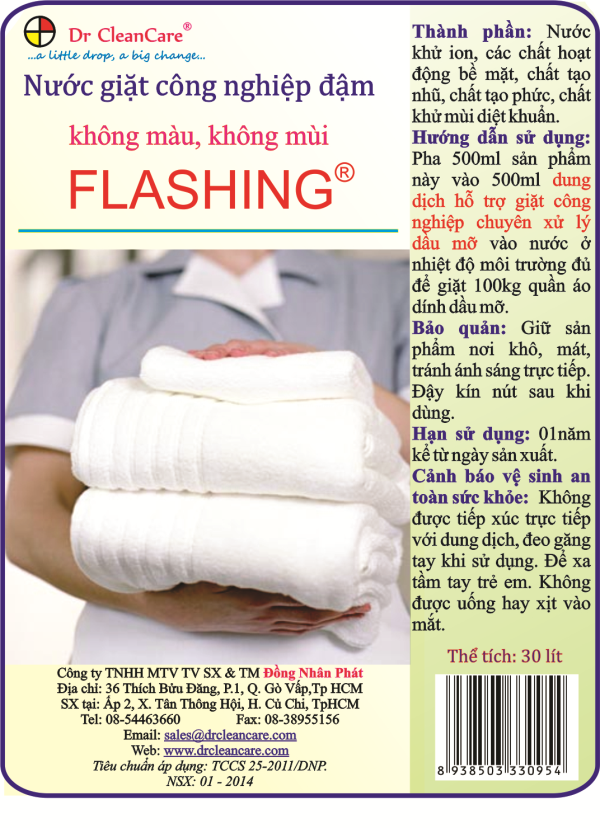 Dr CleanCare®
...a little drop, a big change...
Nước giặt công nghiệp đậm
không màu, không mùi
FLASHING®
Thành phần: Nước
khử ion, các chất hoạt
động bề mặt, chất tạo
nhũ, chất tạo phức, chất
khử mùi diệt khuẩn.
Hướng dẫn sử dụng:
Pha 500ml sản phẩm
này vào 500ml dung
dịch hỗ trợ giặt công
nghiệp chuyên xử lý
dầu mỡ vào nước ở
nhiệt độ môi trường đủ
để giặt 100kg quần áo
dính dầu mỡ.
Bảo quản: Giữ sản
phẩm nơi khô, mát,
tránh ánh sáng trực tiếp.
Đậy kín nút sau khi
dùng.
Hạn sử dụng: 01năm
kể từ ngày sản xuất.
Cảnh báo vệ sinh an
toàn sức khỏe: Không
được tiếp xúc trực tiếp
với dung dịch, đeo găng
tay khi sử dụng. Để xa
tầm tay trẻ em. Không
được uống hay xịt vào
mắt.
Thể tích: 30 lít
8 938503 330954
Công ty TNHH MTV TV SX & TM Đồng Nhân Phát
Địa chỉ: 36 Thích Bửu Đăng, P.1, Q. Gò Vấp,Tp HCM
SX tại: Ấp 2, X. Tân Thông Hội, H. Củ Chi, TpHCM
Tel: 08-54463660 Fax: 08-38955156
Email: sales@drcleancare.com
Web: www.drcleancare.com
Tiêu chuẩn áp dụng: TCCS 25-2011/DNP.
NSX: 01 - 2014